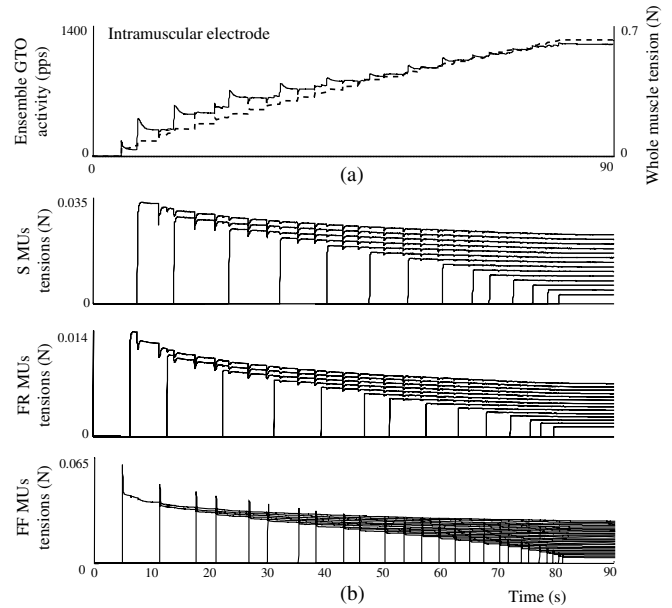 1400
Intramuscular electrode
0.7
Ensemble GTO
activity (pps)
Whole muscle tension (N)
0
0
0
90
(a)
0.035
S MUs
tensions (N)
0
0.014
FR MUs
tensions (N)
0
0.065
FF MUs
tensions (N)
0
0 10 20 30 40 50 60 70 80 90
(b)
Time (s)